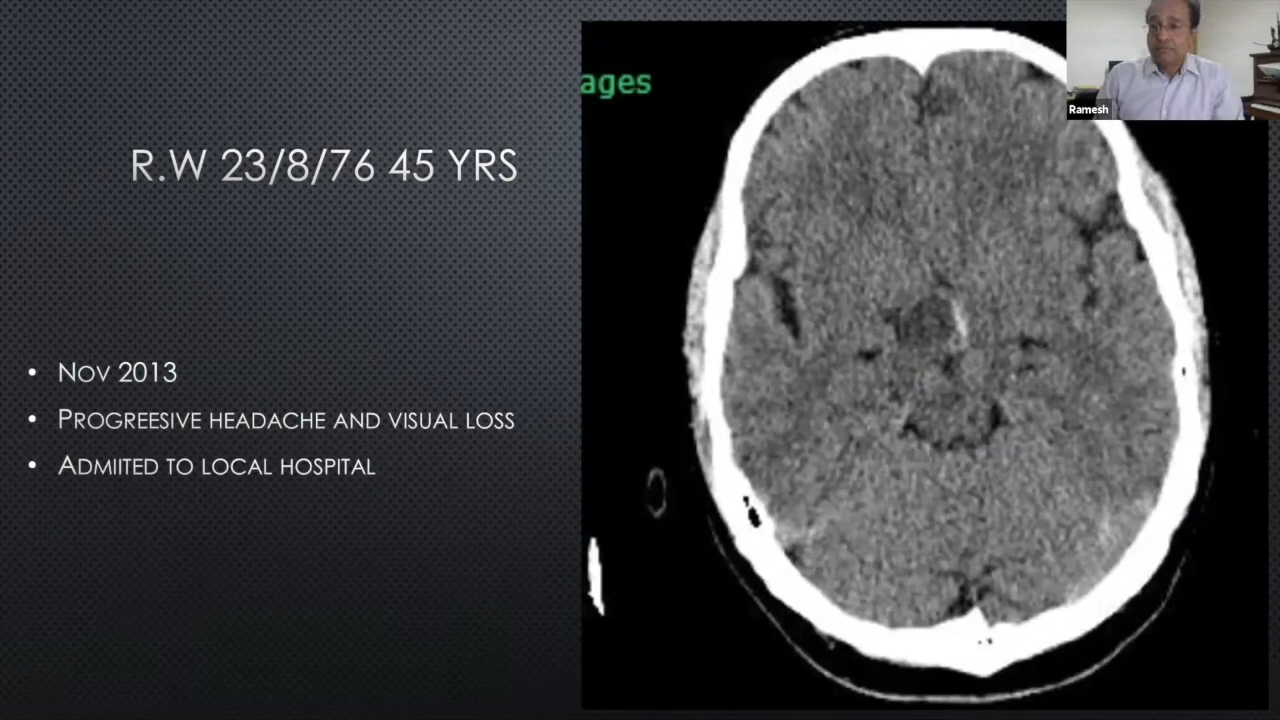 R.W 23/8/76 45 YRS
• NOV 2013
• PROGREESIVE HEADACHE AND VISUAL LOSS
• ADMIITED TO LOCAL HOSPITAL
ages
Ramesh